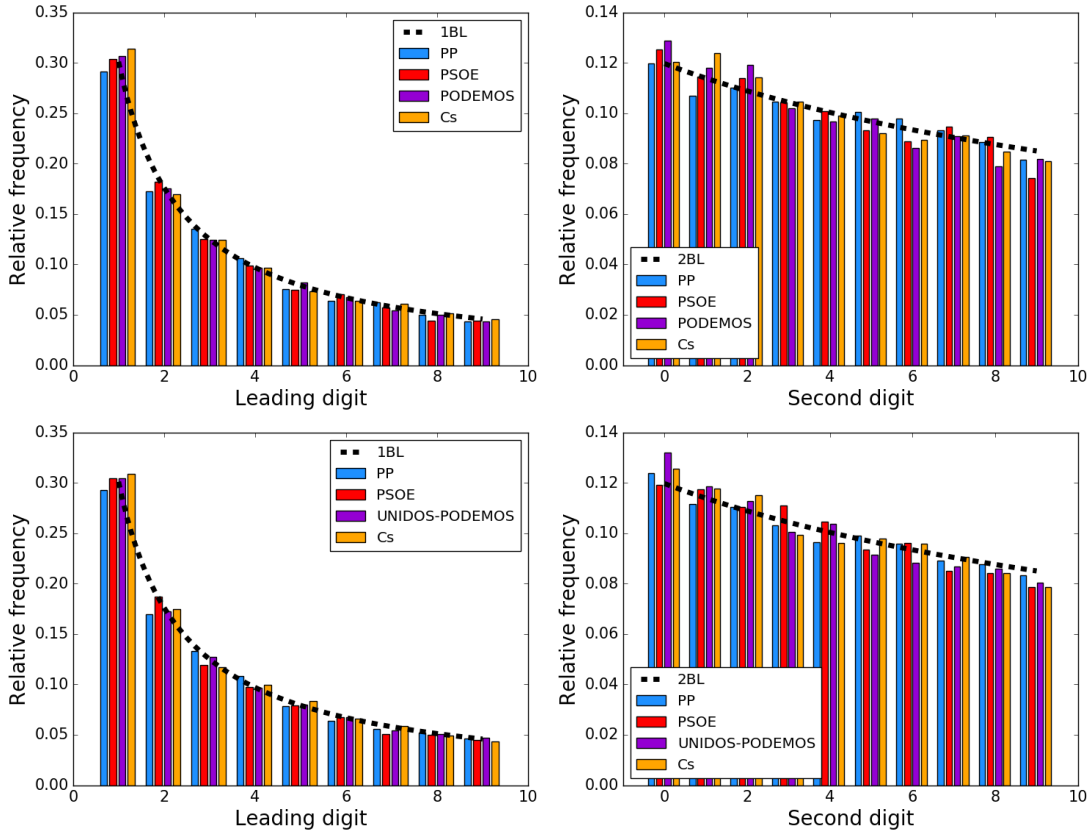 0.35
0.30
0.25
0.20
0.15
0.10
0.05
0.00
Relative frequency
1BL
PP
PSOE
PODEMOS
Cs
0 2 4 6 8 10
Leading digit
0.14
0.12
0.10
0.08
0.06
0.04
0.02
0.00
Relative frequency
2BL
PP
PSOE
PODEMOS
Cs
0 2 4 6 8 10
Second digit
0.35
0.30
0.25
0.20
0.15
0.10
0.05
0.00
Relative frequency
1BL
PP
PSOE
UNIDOS-PODEMOS
Cs
0 2 4 6 8 10
Leading digit
0.14
0.12
0.10
0.08
0.06
0.04
0.02
0.00
Relative frequency
2BL
PP
PSOE
UNIDOS-PODEMOS
Cs
0 2 4 6 8 10
Second digit